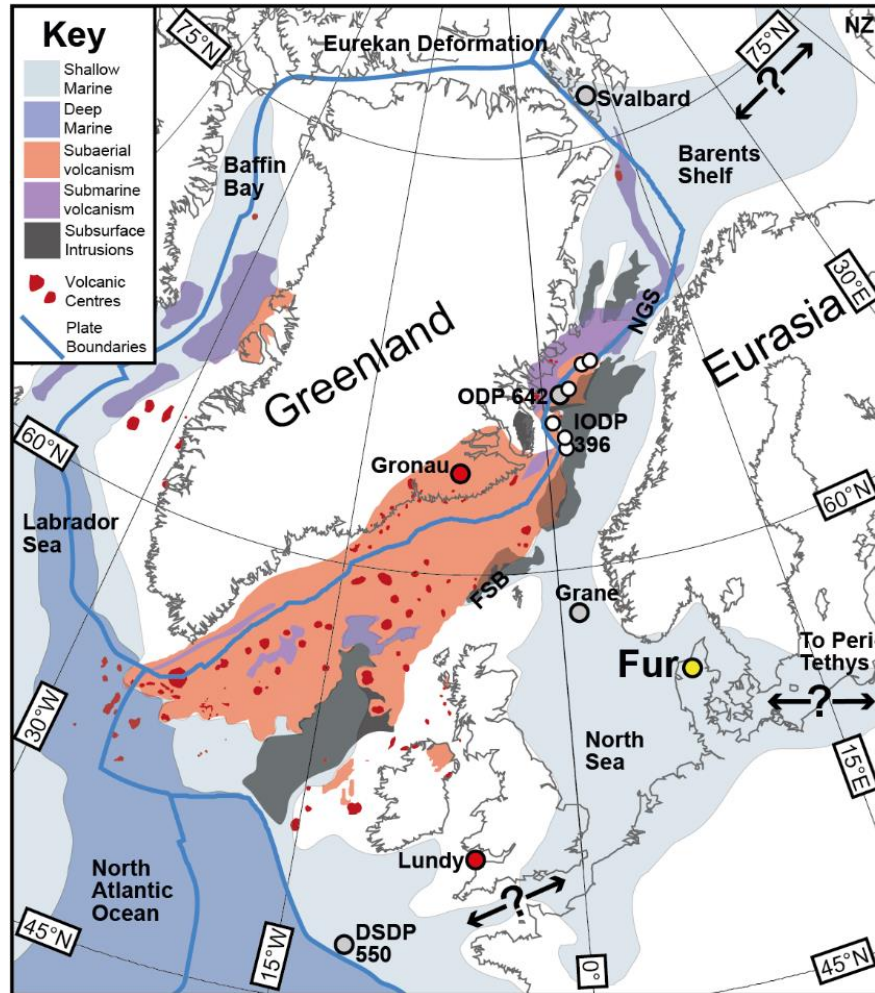 Key
Shallow
Marine
Deep
Marine
Subaerial
volcanism
Submarine
volcanism
Subsurface
Intrusions
Volcanic
Centres
Plate
Boundaries
75°N
Eurekan Deformation
75°N
NZ
?
Svalbard
Baffin
Bay
Barents
Shelf
30°E
Greenland
NGS
Eurasia
ODP 642
IODP
396
Gronau
60°N
60°N
Labrador
Sea
FSB
Grane
To Peri-
Tethys
Fur
?
30°W
North
Sea
15°E
Lundy
?
North
Atlantic
Ocean
DSDP
550
45°N
15°W
0°
45°N